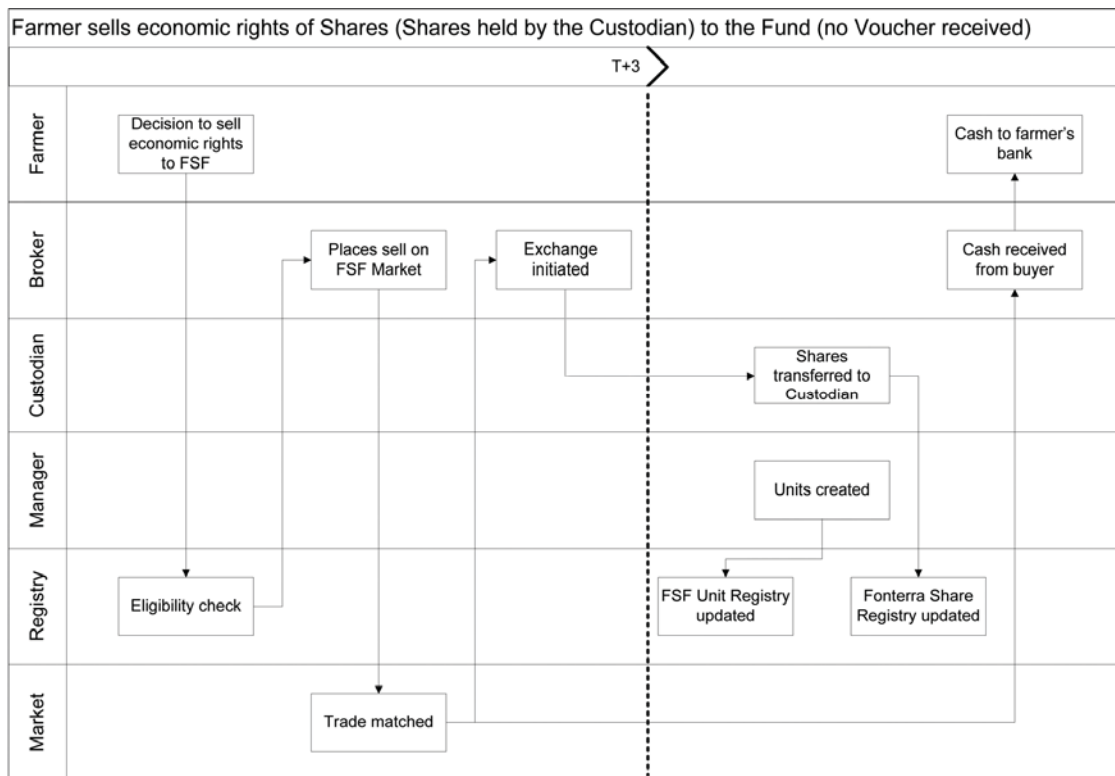 Farmer sells economic rights of Shares (Shares held by the Custodian) to the Fund (no Voucher received)
T+3
Farmer
Decision to sell
economic rights
to FSF
Cash to farmer's
bank
Broker
Places sell on
FSF Market
Exchange
initiated
Cash received
from buyer
Custodian
Shares
transferred to
Custodian
Manager
Units created
Registry
Eligibility check
FSF Unit Registry
updated
Fonterra Share
Registry updated
Market
Trade matched